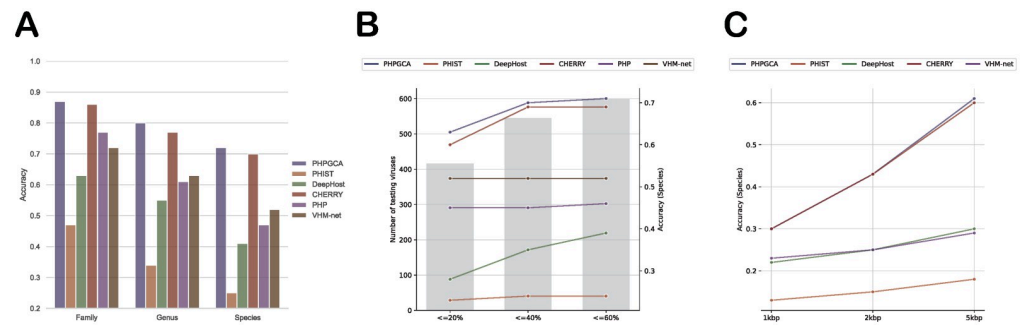 A
B
C
1.0
0.9
0.8
0.7
0.6
0.5
0.4
0.3
0.2
Accuracy
Family
Genus
Species
PHPGCA
PHIST
DeepHost
CHERRY
PHP
VHM-net
PHPGCA PHIST DeepHost CHERRY PHP VHM-net
600
500
400
300
200
100
0
Number of testing viruses
<=20%
<=40%
<=60%
0.7
0.6
0.5
0.4
0.3
Accuracy (Species)
PHPGCA PHIST DeepHost CHERRY VHM-net
0.6
0.3
0.2
Accuracy (Species)
1kbp
2kbp
5kbp